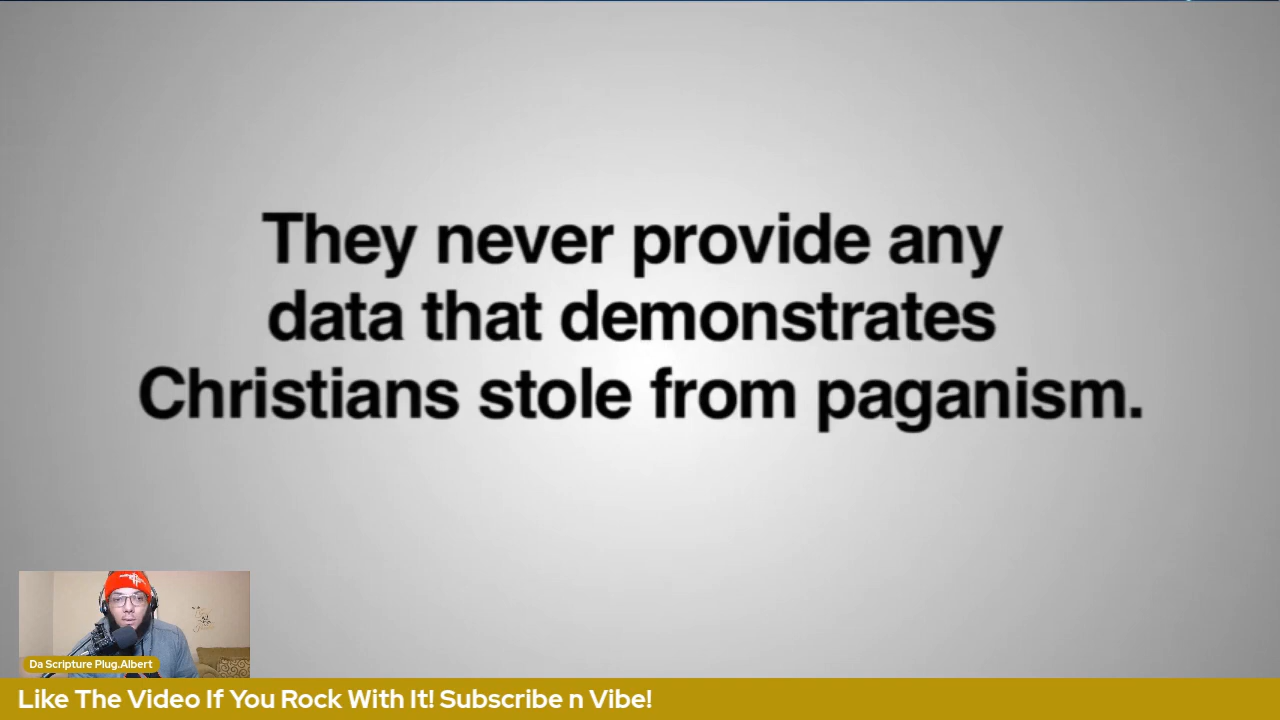 They never provide any
data that demonstrates
Christians stole from paganism.
Da Scripture Plug.Albert
Like The Video If You Rock With It! Subscribe n Vibe!